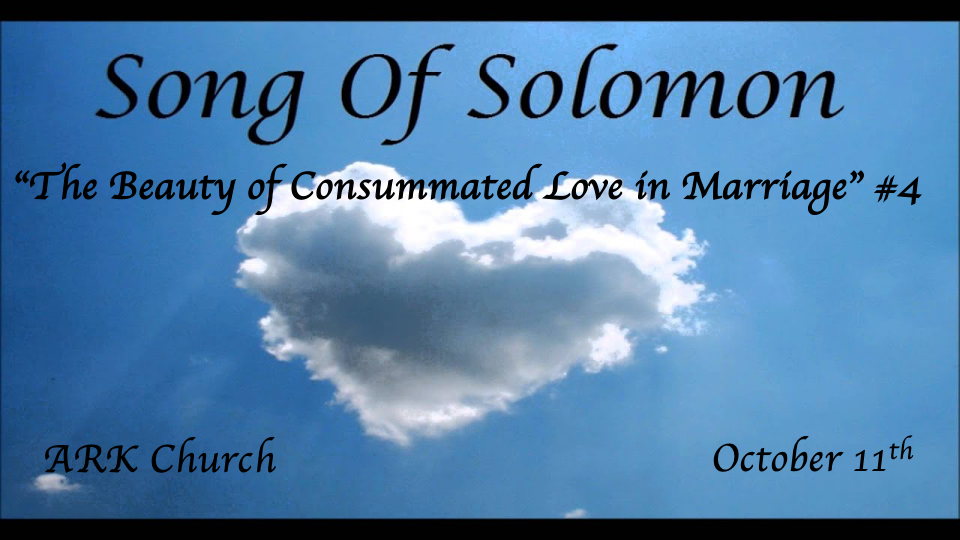 Song Of Solomon
“The Beauty of Consummated Love in Marriage” #4
ARK Church
October 11th